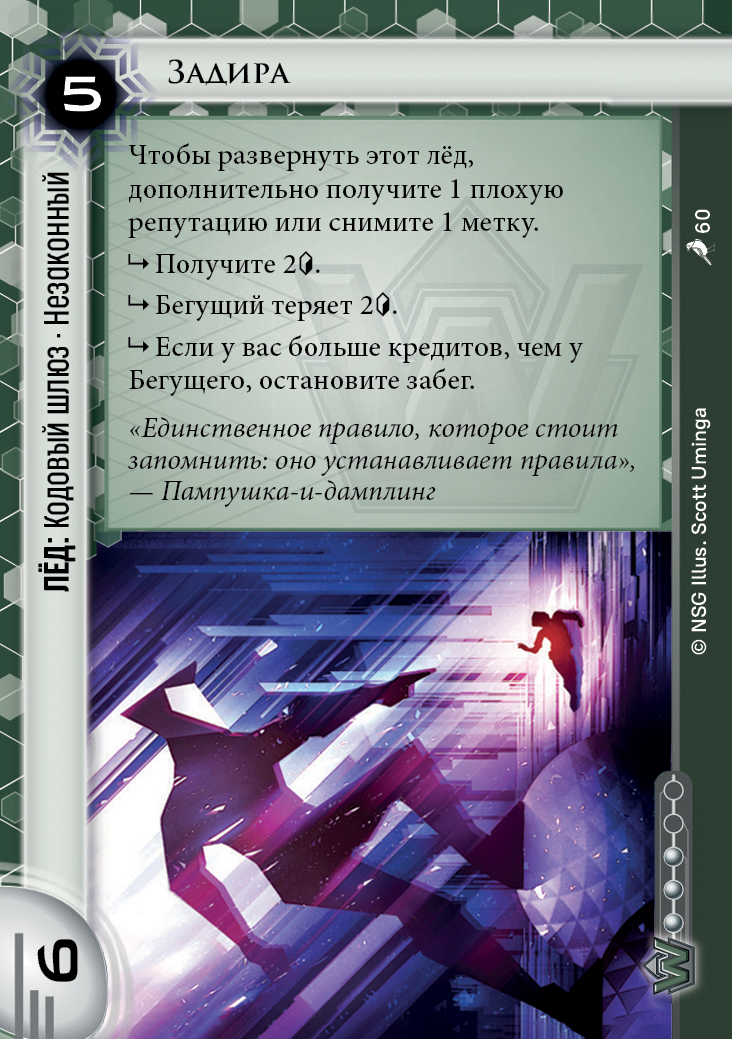 5
Задира
Чтобы развернуть этот лёд,
дополнительно получите 1 плохую
репутацию или снимите 1 метку.
Получите 2.
Бегущий теряет 2.
Если у вас больше кредитов, чем у
Бегущего, остановите забег.
«Единственное правило, которое стоит
запомнить: оно устанавливает правила»,
— Пампушка-и-дамплинг
ЛЁД: Кодовый шлюз · Незаконный
60
© NSG Illus. Scott Uminga
6
W